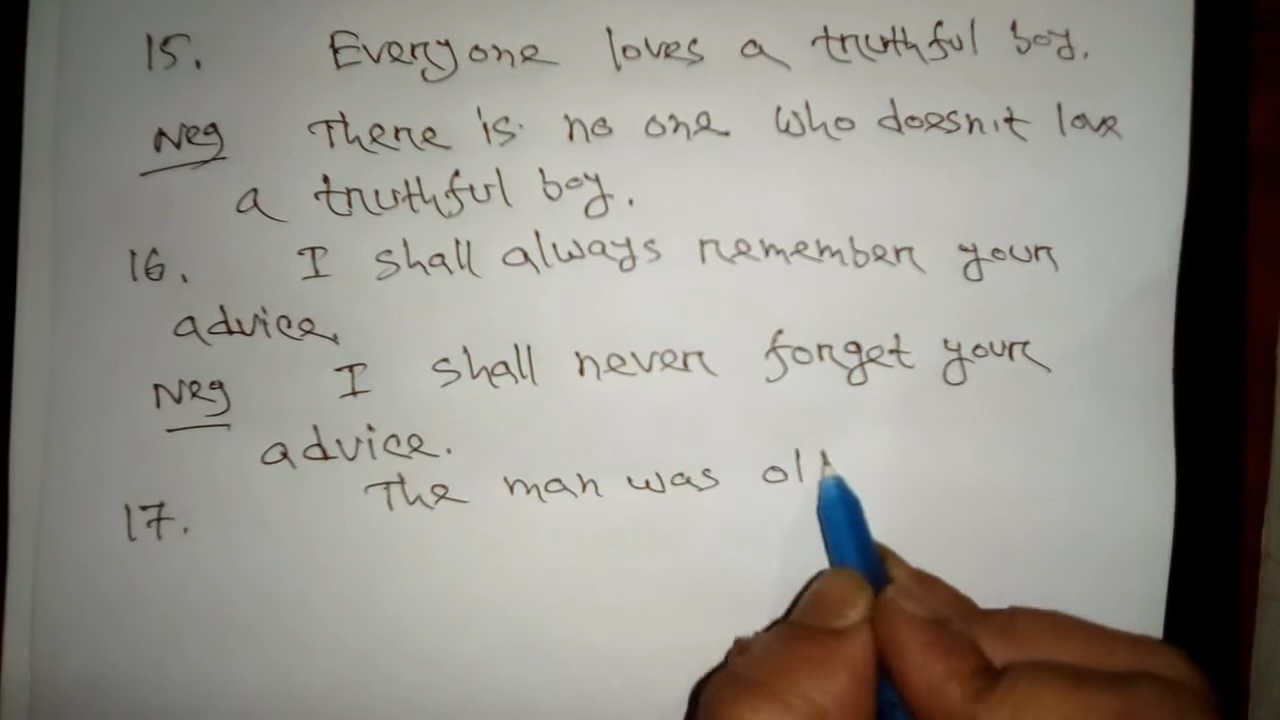 15. Everyone loves a truthful boy.
Neg There is no one who doesn't love
a truthful boy.
16. I shall always remember your
advice.
Neg I shall never forget your
advice.
17. The man was ol